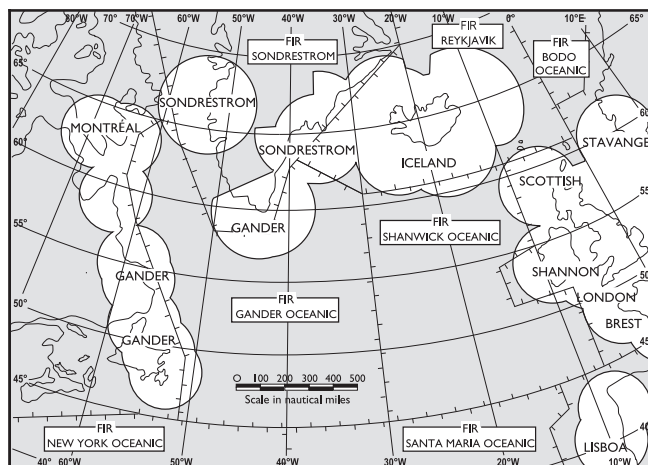 80°W 70°W 70°W 60°W 50°W 40°W 30°W 20°W 10°W 0° 10°E 65°
FIR
SONDRESTROM
FIR
REYKJAVIK
FIR
BODO
OCEANIC
65°
60°
55°
50°
45°
MONTREAL
SONDRESTROM
SONDRESTROM
ICELAND
STAVANGE
SCOTTISH
GANDER
FIR
SHANWICK OCEANIC
SHANNON
LONDON
BREST
GANDER
GANDER
FIR
GANDER OCEANIC
60
55°
50°
45°
40°
0 100 200 300 400 500
Scale in nautical miles
FIR
NEW YORK OCEANIC
FIR
SANTA MARIA OCEANIC
LISBOA
40° 60°W 50°W 40°W 30°W 20°W 10°W